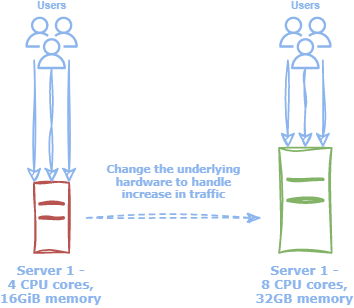 Users
Users
Change the underlying
hardware to handle
increase in traffic
Server 1 -
4 CPU cores,
16GiB memory
Server 1 -
8 CPU cores,
32GB memory